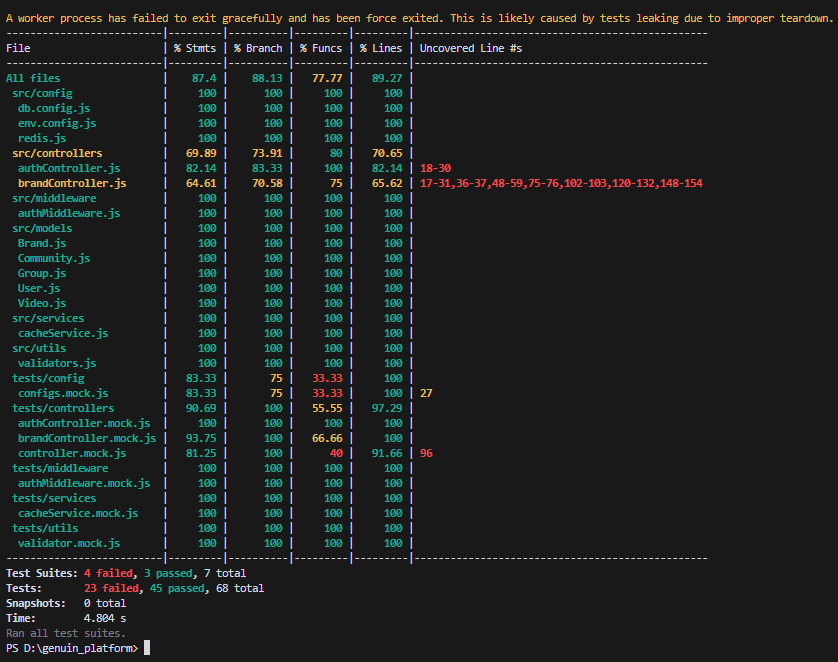 A worker process has failed to exit gracefully and has been force exited. This is likely caused by tests leaking due to improper teardown.
--------------------------|---------|----------|---------|---------|-------------------------------------------------
File | % Stmts | % Branch | % Funcs | % Lines | Uncovered Line #s
--------------------------|---------|----------|---------|---------|-------------------------------------------------
All files | 87.4 | 88.13 | 77.77 | 89.27 |
src/config | 100 | 100 | 100 | 100 |
db.config.js | 100 | 100 | 100 | 100 |
env.config.js | 100 | 100 | 100 | 100 |
redis.js | 100 | 100 | 100 | 100 |
src/controllers | 69.89 | 73.91 | 80 | 70.65 |
authController.js | 82.14 | 83.33 | 100 | 82.14 | 18-30
brandController.js | 64.61 | 70.58 | 75 | 65.62 | 17-31,36-37,48-59,75-76,102-103,120-132,148-154
src/middleware | 100 | 100 | 100 | 100 |
authMiddleware.js | 100 | 100 | 100 | 100 |
src/models | 100 | 100 | 100 | 100 |
Brand.js | 100 | 100 | 100 | 100 |
Community.js | 100 | 100 | 100 | 100 |
Group.js | 100 | 100 | 100 | 100 |
User.js | 100 | 100 | 100 | 100 |
Video.js | 100 | 100 | 100 | 100 |
src/services | 100 | 100 | 100 | 100 |
cacheService.js | 100 | 100 | 100 | 100 |
src/utils | 100 | 100 | 100 | 100 |
validators.js | 100 | 100 | 100 | 100 |
tests/config | 83.33 | 75 | 33.33 | 100 |
configs.mock.js | 83.33 | 75 | 33.33 | 100 | 27
tests/controllers | 90.69 | 100 | 55.55 | 97.29 |
authController.mock.js | 100 | 100 | 100 | 100 |
brandController.mock.js | 93.75 | 100 | 66.66 | 100 |
controller.mock.js | 81.25 | 100 | 40 | 91.66 | 96
tests/middleware | 100 | 100 | 100 | 100 |
authMiddleware.mock.js | 100 | 100 | 100 | 100 |
tests/services | 100 | 100 | 100 | 100 |
cacheService.mock.js | 100 | 100 | 100 | 100 |
tests/utils | 100 | 100 | 100 | 100 |
validator.mock.js | 100 | 100 | 100 | 100 |
--------------------------|---------|----------|---------|---------|-------------------------------------------------
Test Suites: 4 failed, 3 passed, 7 total
Tests: 23 failed, 45 passed, 68 total
Snapshots: 0 total
Time: 4.804 s
Ran all test suites.
PS D:\genuin_platform>